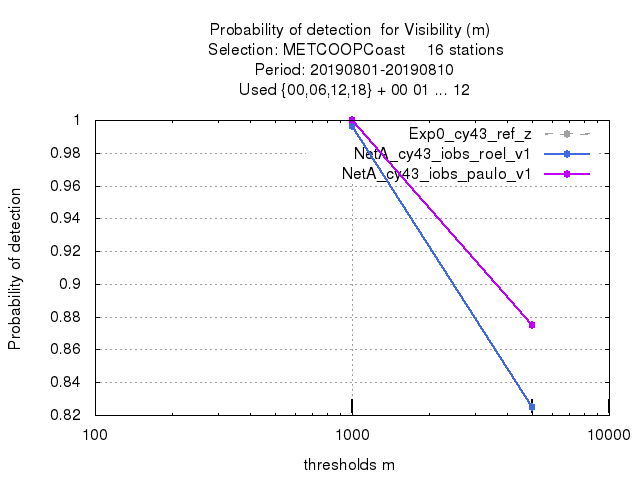 Probability of detection for Visibility (m)
Selection: METCOOPCoast 16 stations
Period: 20190801-20190810
Used {00,06,12,18} + 00 01 ... 12
Exp0_cy43_ref_z
NetA_cy43_iobs_roel_v1
NetA_cy43_iobs_paulo_v1
Probability of detection
1
0.98
0.96
0.94
0.92
0.9
0.88
0.86
0.84
0.82
100
1000
10000
thresholds m